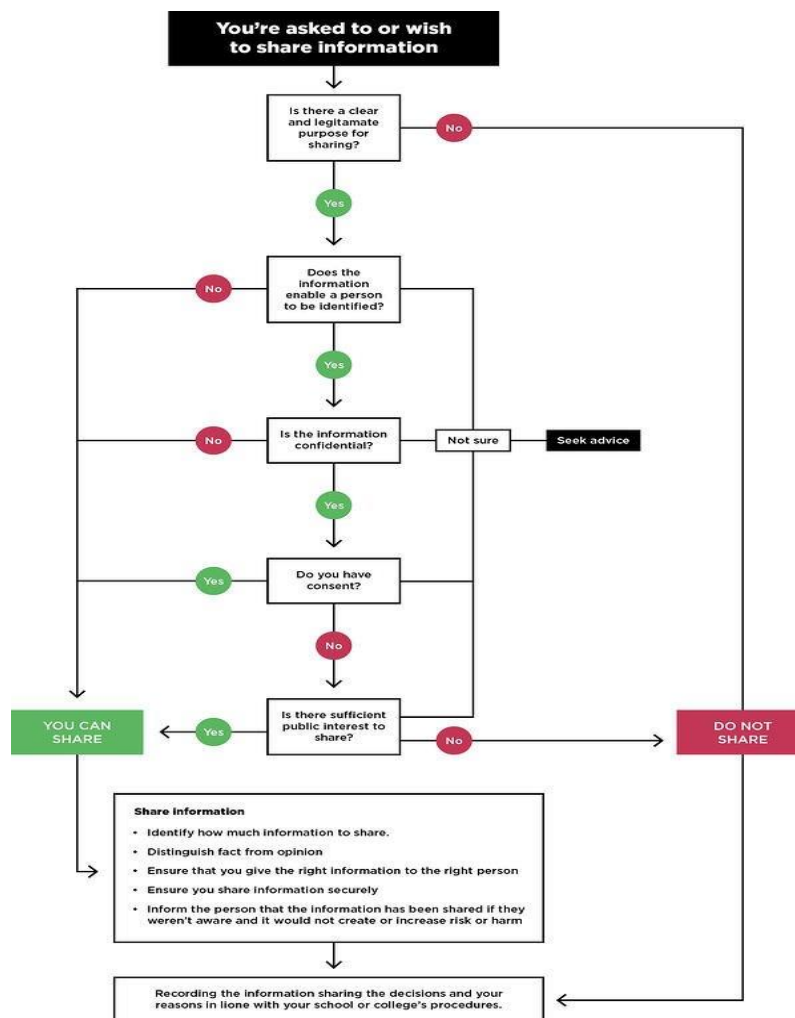 You're asked to or wish
to share information
Is there a clear
and legitamate
purpose for
sharing?
No
Yes
Does the
information
enable a person
to be identified?
No
Yes
Is the information
confidential?
No
Not sure
Seek advice
Yes
Do you have
consent?
Yes
No
Is there sufficient
public interest to
share?
Yes
No
YOU CAN
SHARE
DO NOT
SHARE
Share information
• Identify how much information to share.
• Distinguish fact from opinion
• Ensure that you give the right information to the right person
• Ensure you share information securely
• Inform the person that the information has been shared if they
weren't aware and it would not create or increase risk or harm
Recording the information sharing the decisions and your
reasons in lione with your school or college's procedures.